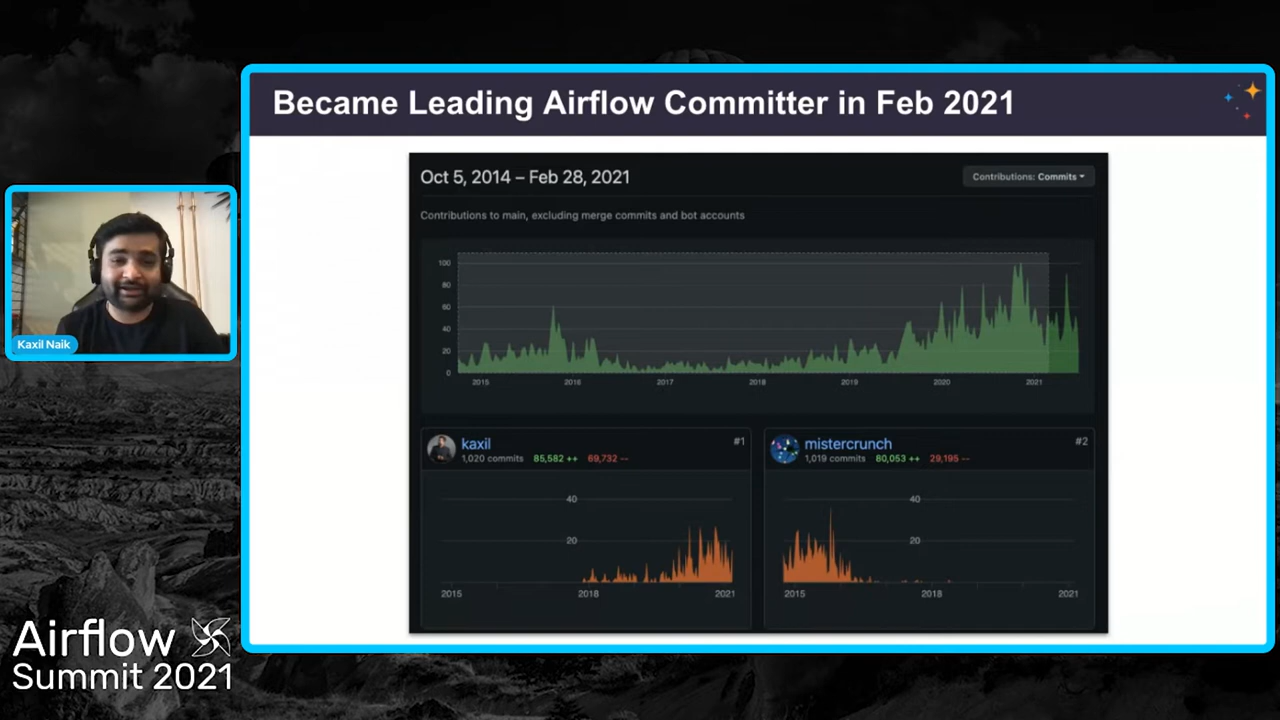 Became Leading Airflow Committer in Feb 2021
Oct 5, 2014 – Feb 28, 2021
Contributions: Commits
Contributions to main, excluding merge commits and bot accounts
100
80
60
40
20
0
2015 2016 2017 2018 2019 2020 2021
kaxil #1
1,020 commits 85,582 ++ 69,732 --
40
20
2015 2018 2021
mistercrunch #2
1,019 commits 80,053 ++ 29,195 --
40
20
2015 2018 2021
Kaxil Naik
Airflow
Summit 2021